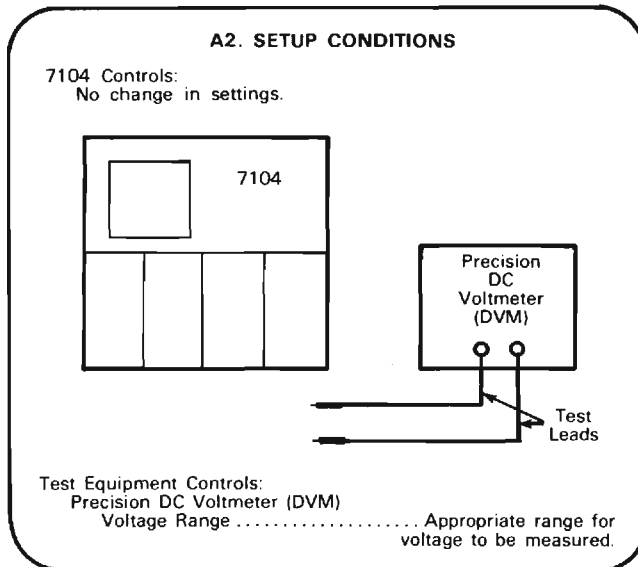 A2. SETUP CONDITIONS
7104 Controls:
No change in settings.
7104
Precision
DC
Voltmeter
(DVM)
Test
Leads
Test Equipment Controls:
Precision DC Voltmeter (DVM)
Voltage Range .................... Appropriate range for
voltage to be measured.